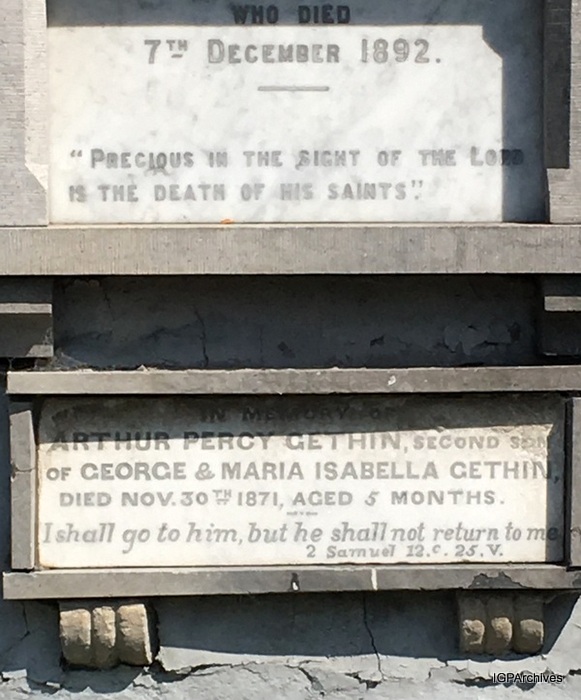 WHO DIED
7TH DECEMBER 1892.
"PRECIOUS IN THE SIGHT OF THE LORD
IS THE DEATH OF HIS SAINTS".
IN MEMORY OF
ARTHUR PERCY GETHIN, SECOND SON
OF GEORGE & MARIA ISABELLA GETHIN,
DIED NOV. 30TH 1871, AGED 5 MONTHS.
I shall go to him, but he shall not return to me
2 Samuel 12.C. 25.V.
IGPArchives